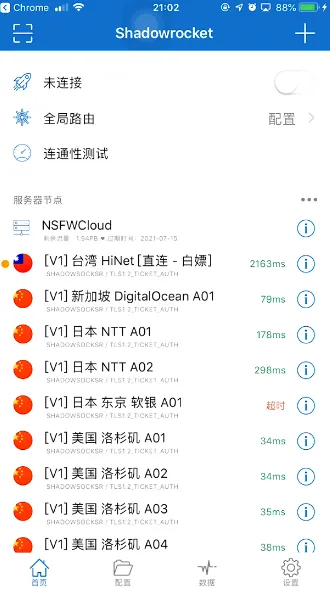 Chrome 21:02 88%
Shadowrocket
未连接
全局路由 配置
连通性测试
服务器节点
NSFWCloud
剩余流量: 1.94PB ♥ 过期时间: 2021-07-15
[V1] 台湾 HiNet [直连 - 白嫖] 2163ms
SHADOWSOCKSR / TLS1.2_TICKET_AUTH
[V1] 新加坡 DigitalOcean A01 79ms
SHADOWSOCKSR / TLS1.2_TICKET_AUTH
[V1] 日本 NTT A01 178ms
SHADOWSOCKSR / TLS1.2_TICKET_AUTH
[V1] 日本 NTT A02 298ms
SHADOWSOCKSR / TLS1.2_TICKET_AUTH
[V1] 日本 东京 软银 A01 超时
SHADOWSOCKSR / TLS1.2_TICKET_AUTH
[V1] 美国 洛杉矶 A01 34ms
SHADOWSOCKSR / TLS1.2_TICKET_AUTH
[V1] 美国 洛杉矶 A02 34ms
SHADOWSOCKSR / TLS1.2_TICKET_AUTH
[V1] 美国 洛杉矶 A03 35ms
SHADOWSOCKSR / TLS1.2_TICKET_AUTH
[V1] 美国 洛杉矶 A04 38ms
首页 配置 数据 设置